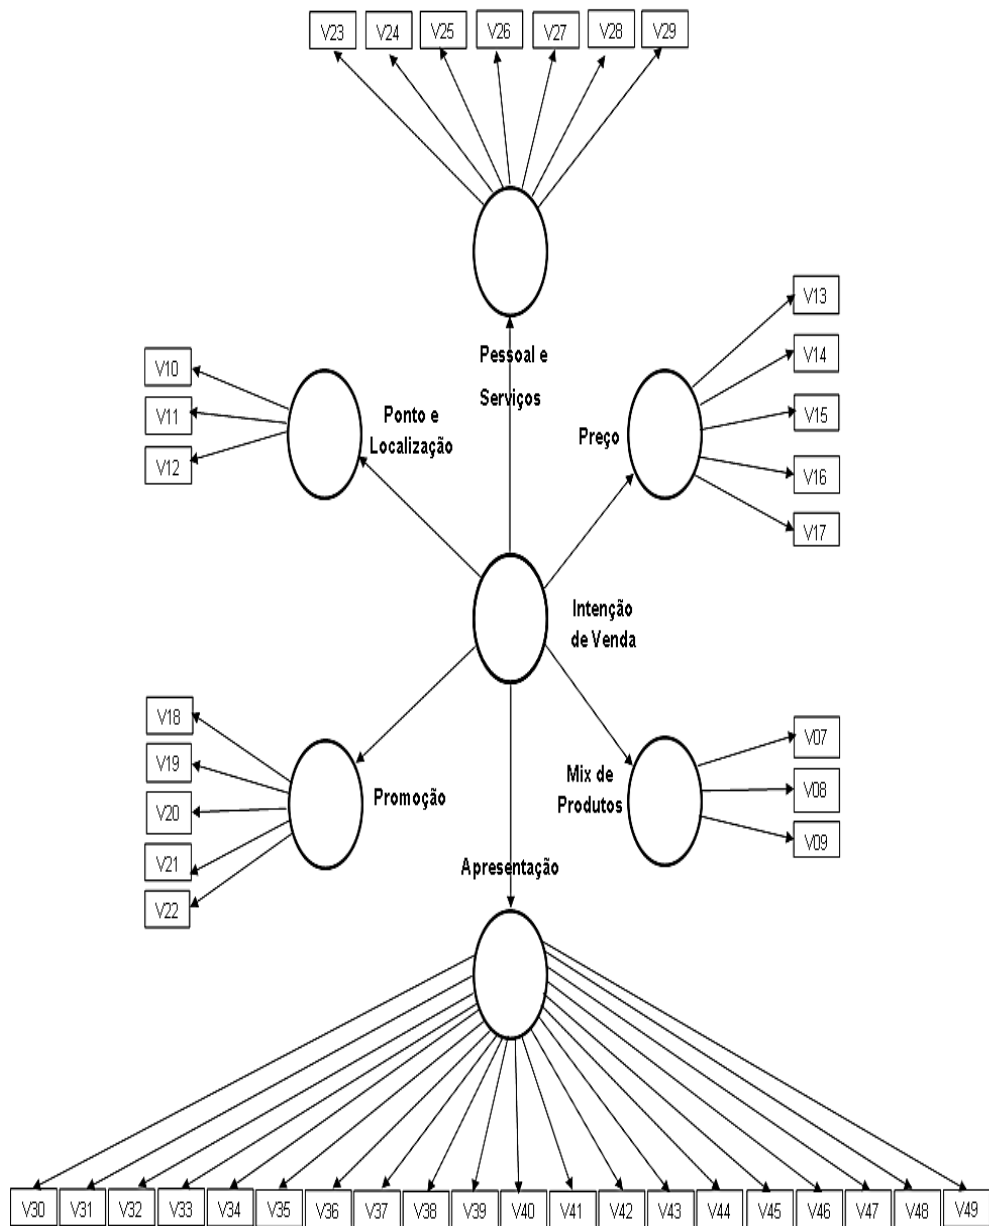 V23 V24 V25 V26 V27 V28 V29
V13
Pessoal e
Serviços
V14
V10
V11
V12
Ponto e
Localização
Preço
V15
V16
V17
Intenção
de Venda
V18
V19
V20
V21
V22
Promoção
Mix de
Produtos
V07
V08
V09
Apresentação
V30 V31 V32 V33 V34 V35 V36 V37 V38 V39 V40 V41 V42 V43 V44 V45 V46 V47 V48 V49